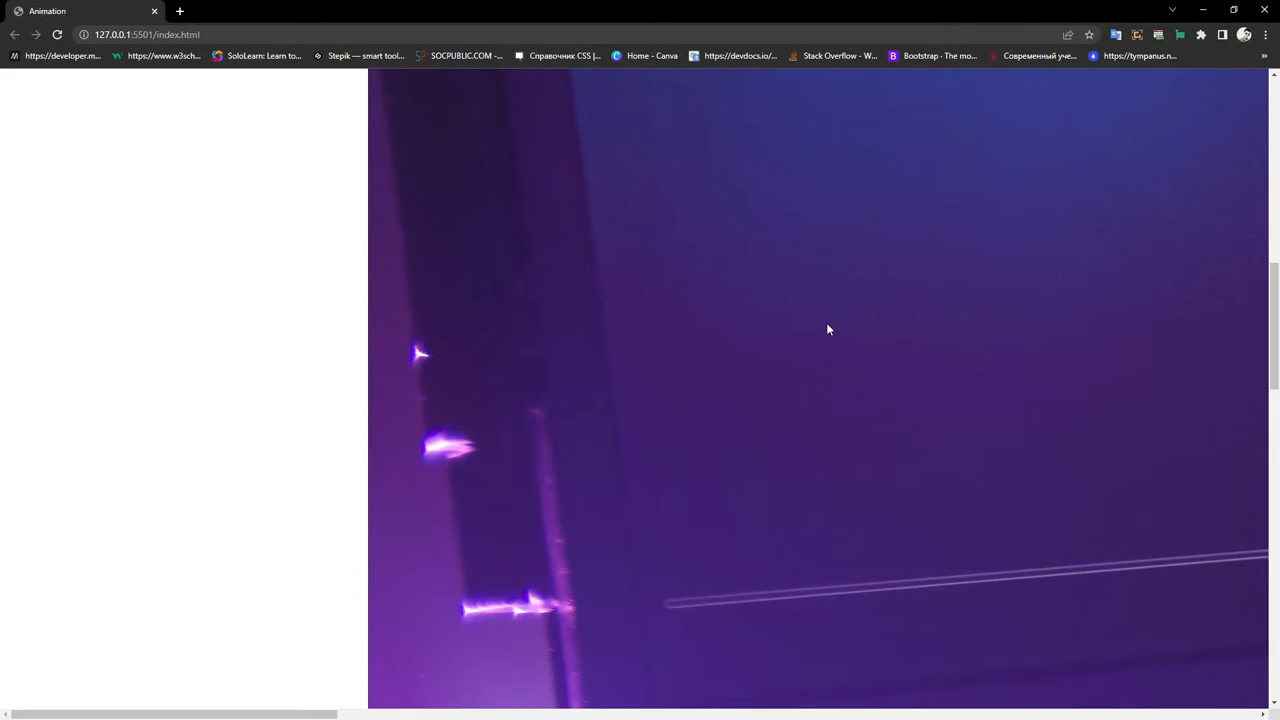 Animation
127.0.0.1:5501/index.html
https://developer.m...
https://www.w3sch...
SoloLearn: Learn to...
Stepik — smart tool...
SOCPUBLIC.COM -...
Справочник CSS |...
Home - Canva
https://devdocs.io/...
Stack Overflow - W...
Bootstrap · The mo...
Современный уче...
https://tympanus.n...